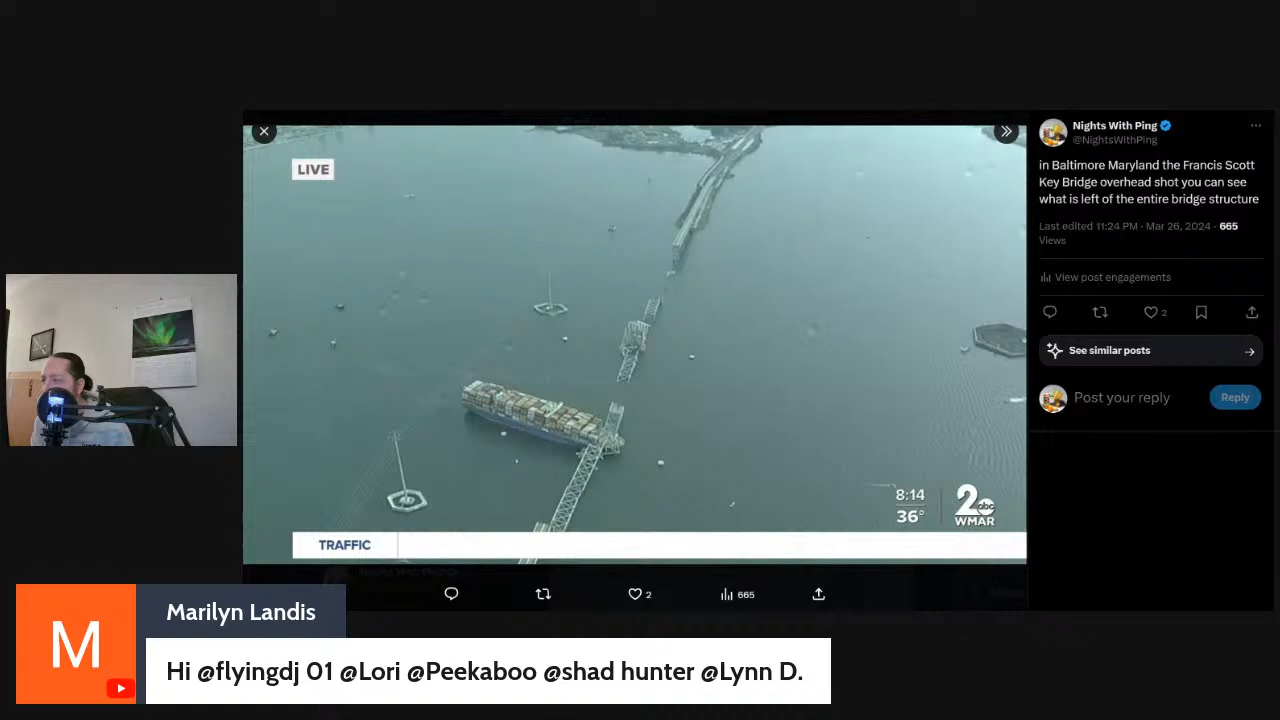 LIVE
8:14
36°
2 abc
WMAR
TRAFFIC
2
665
Nights With Ping
@NightsWithPing
in Baltimore Maryland the Francis Scott
Key Bridge overhead shot you can see
what is left of the entire bridge structure
Last edited 11:24 PM · Mar 26, 2024 · 665
Views
View post engagements
2
See similar posts
Post your reply
Reply
M
Marilyn Landis
Hi @flyingdj 01 @Lori @Peekaboo @shad hunter @Lynn D.